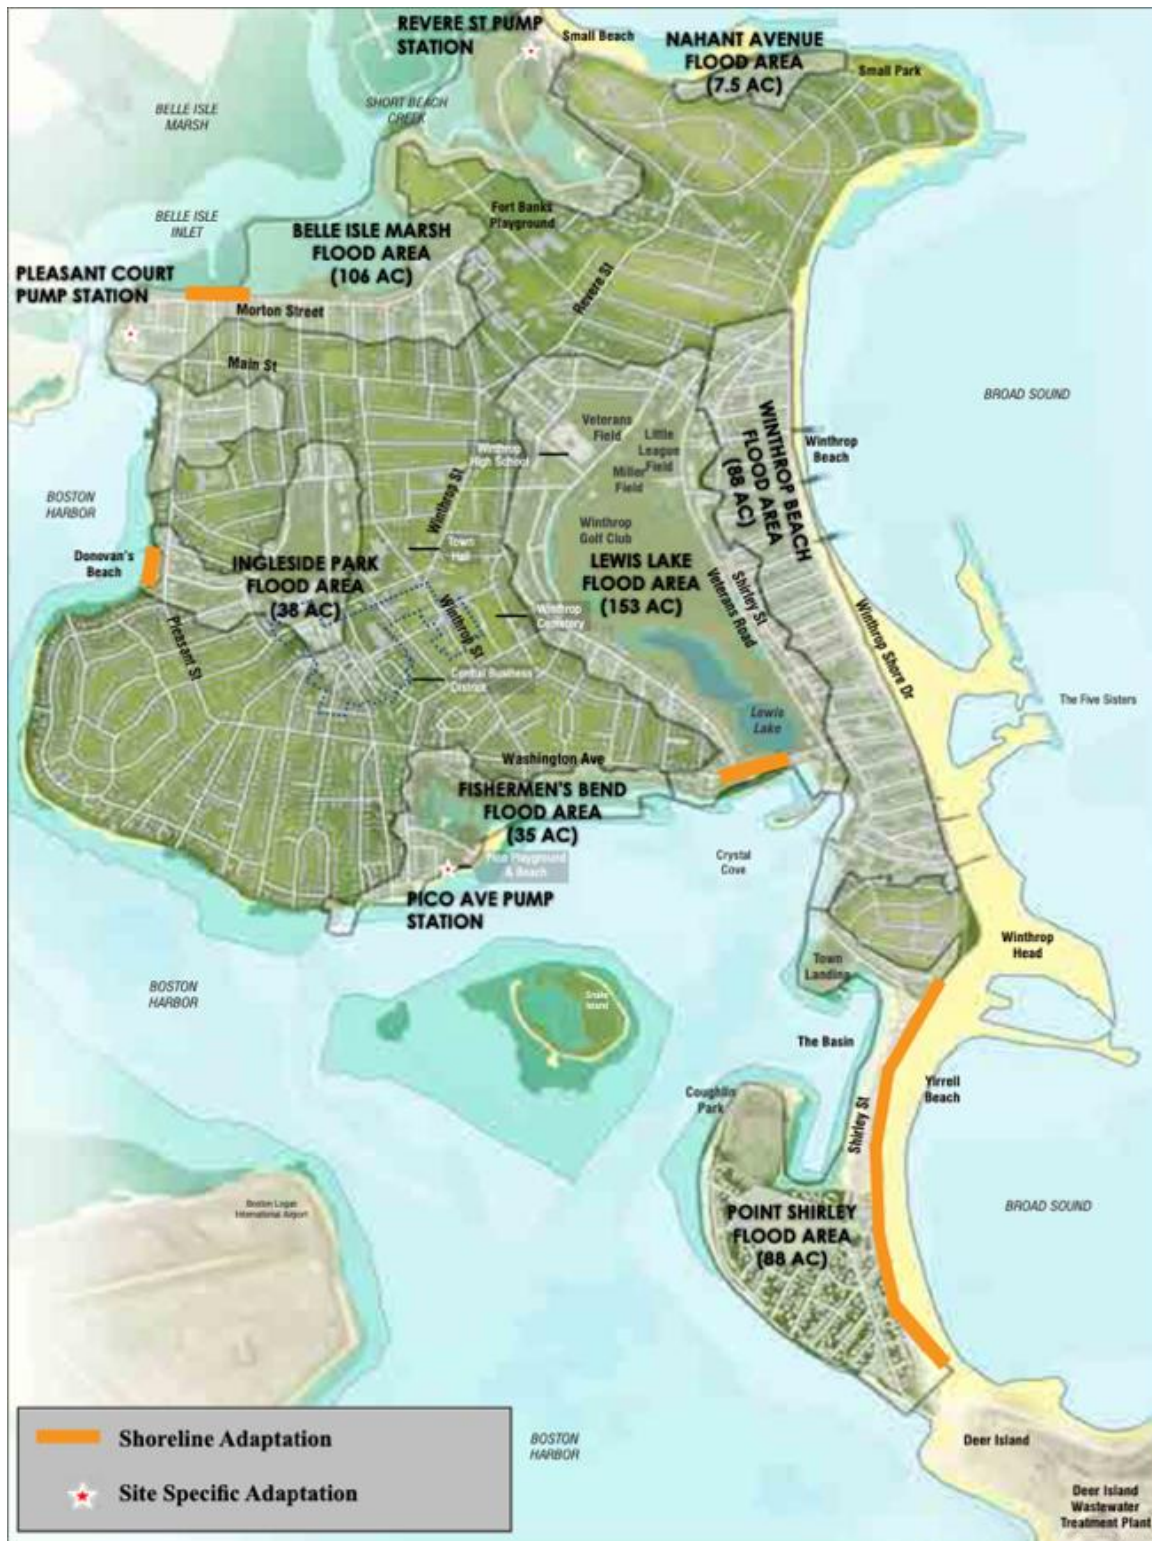 REVERE ST PUMP
STATION
Small Beach
NAHANT AVENUE
FLOOD AREA
(7.5 AC)
Small Park
BELLE ISLE
MARSH
SHORT BEACH
CREEK
Fort Banks
Playground
BELLE ISLE
INLET
BELLE ISLE MARSH
FLOOD AREA
(106 AC)
PLEASANT COURT
PUMP STATION
Morton Street
Revere St
Main St
BROAD SOUND
WINTHROP BEACH
FLOOD AREA
(88 AC)
Winthrop
Beach
Veterans
Field
Little
League
Field
Miller
Field
Winthrop
High School
Winthrop St
BOSTON
HARBOR
Winthrop
Golf Club
Town
Hall
Donovan's
Beach
INGLESIDE PARK
FLOOD AREA
(38 AC)
LEWIS LAKE
FLOOD AREA
(153 AC)
Shirley St
Veterans Road
Winthrop St
Winthrop
Cemetery
Pleasant St
Winthrop Shore Dr
Central Business
District
The Five Sisters
Lewis
Lake
Washington Ave
FISHERMEN'S BEND
FLOOD AREA
(35 AC)
Pico Playground
& Beach
Crystal
Cove
PICO AVE PUMP
STATION
Winthrop
Head
Town
Landing
BOSTON
HARBOR
Snake
Island
The Basin
Yirrell
Beach
Coughlin
Park
Shirley St
Boston Logan
International Airport
POINT SHIRLEY
FLOOD AREA
(88 AC)
BROAD SOUND
Shoreline Adaptation
Site Specific Adaptation
BOSTON
HARBOR
Deer Island
Deer Island
Wastewater
Treatment Plant